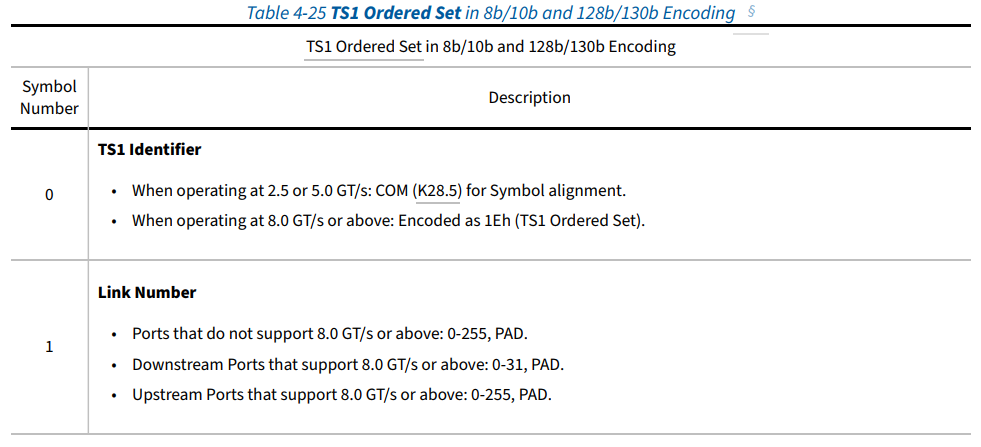 Table 4-25 TS1 Ordered Set in 8b/10b and 128b/130b Encoding §
TS1 Ordered Set in 8b/10b and 128b/130b Encoding
Symbol
Number
Description
0
TS1 Identifier
• When operating at 2.5 or 5.0 GT/s: COM (K28.5) for Symbol alignment.
• When operating at 8.0 GT/s or above: Encoded as 1Eh (TS1 Ordered Set).
1
Link Number
• Ports that do not support 8.0 GT/s or above: 0-255, PAD.
• Downstream Ports that support 8.0 GT/s or above: 0-31, PAD.
• Upstream Ports that support 8.0 GT/s or above: 0-255, PAD.